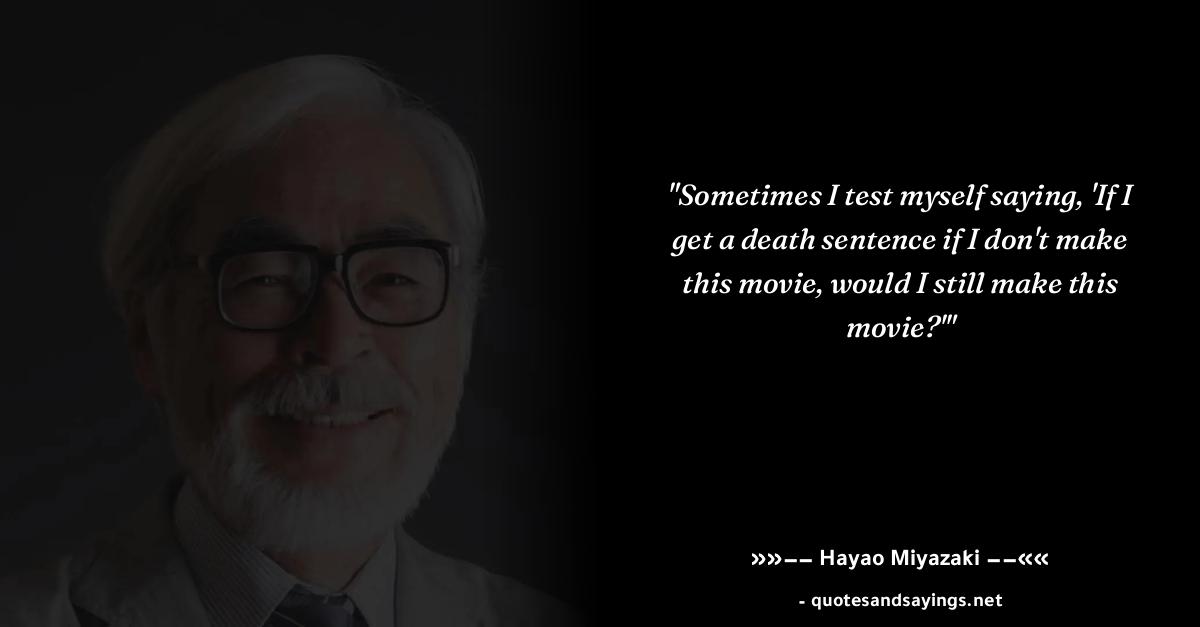 "Sometimes I test myself saying, 'If I
get a death sentence if I don't make
this movie, would I still make this
movie?'"
»»−− Hayao Miyazaki −−««
- quotesandsayings.net